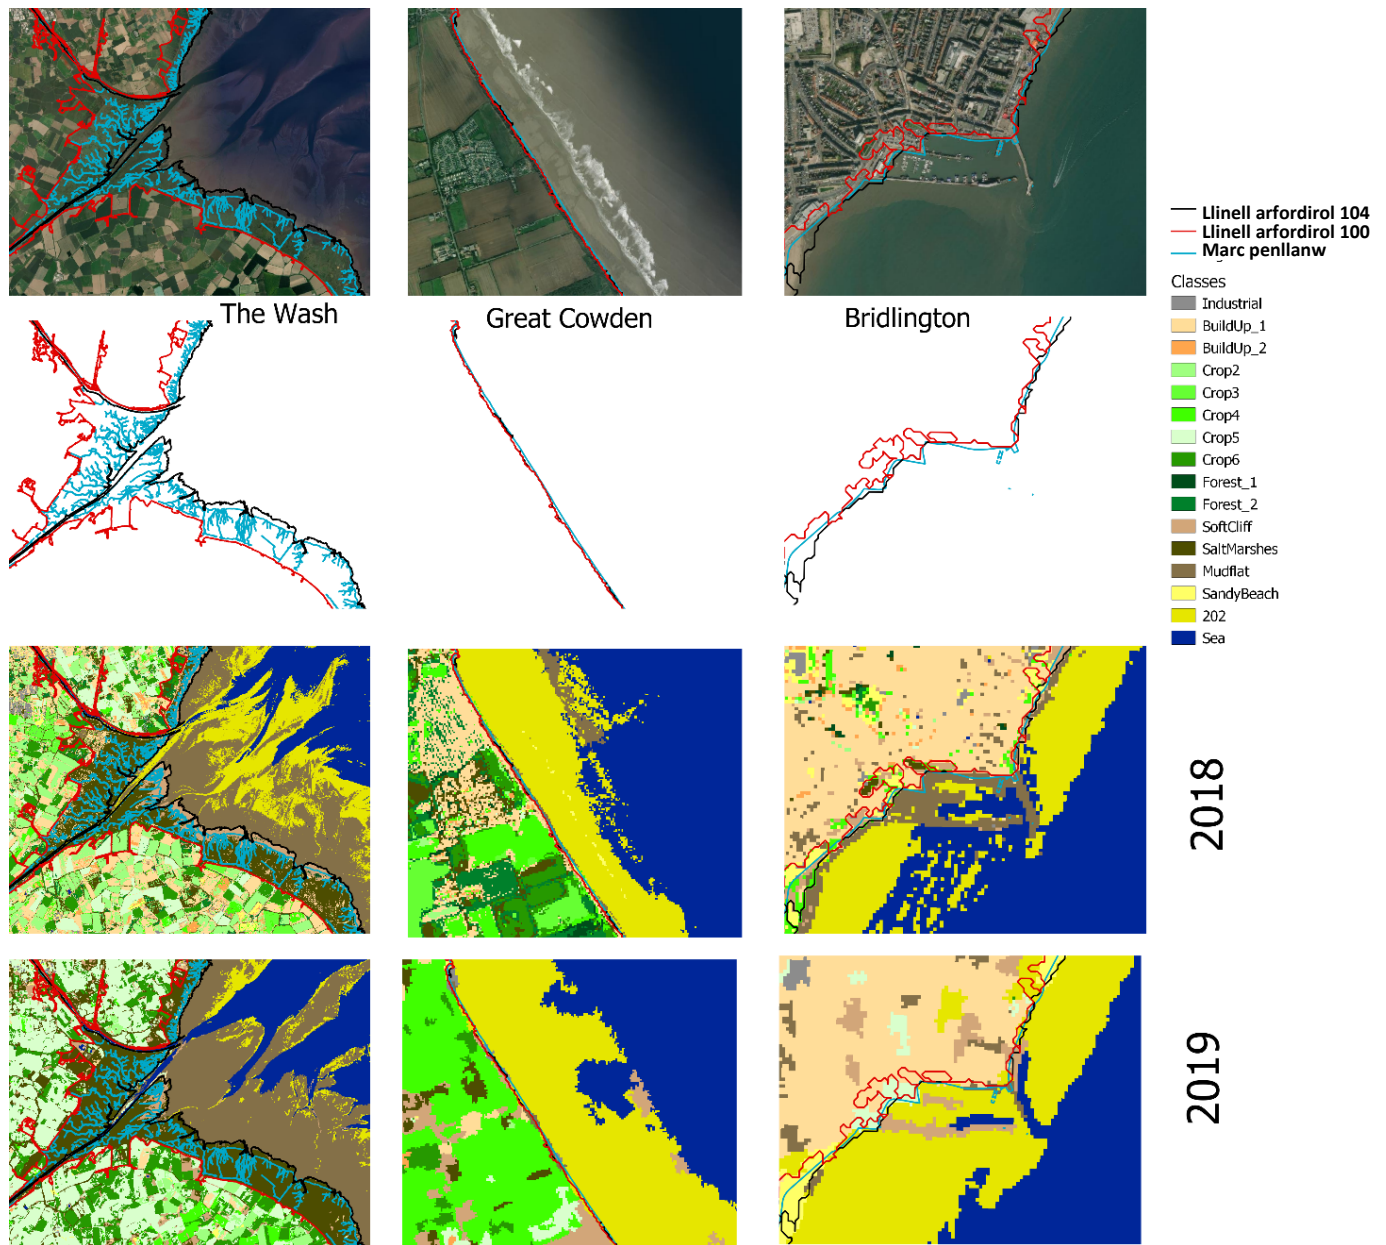 The Wash
Great Cowden
Bridlington
Llinell arfordirol 104
Llinell arfordirol 100
Marc penllanw
Classes
Industrial
BuildUp_1
BuildUp_2
Crop2
Crop3
Crop4
Crop5
Crop6
Forest_1
Forest_2
SoftCliff
SaltMarshes
Mudflat
SandyBeach
202
Sea
2018
2019